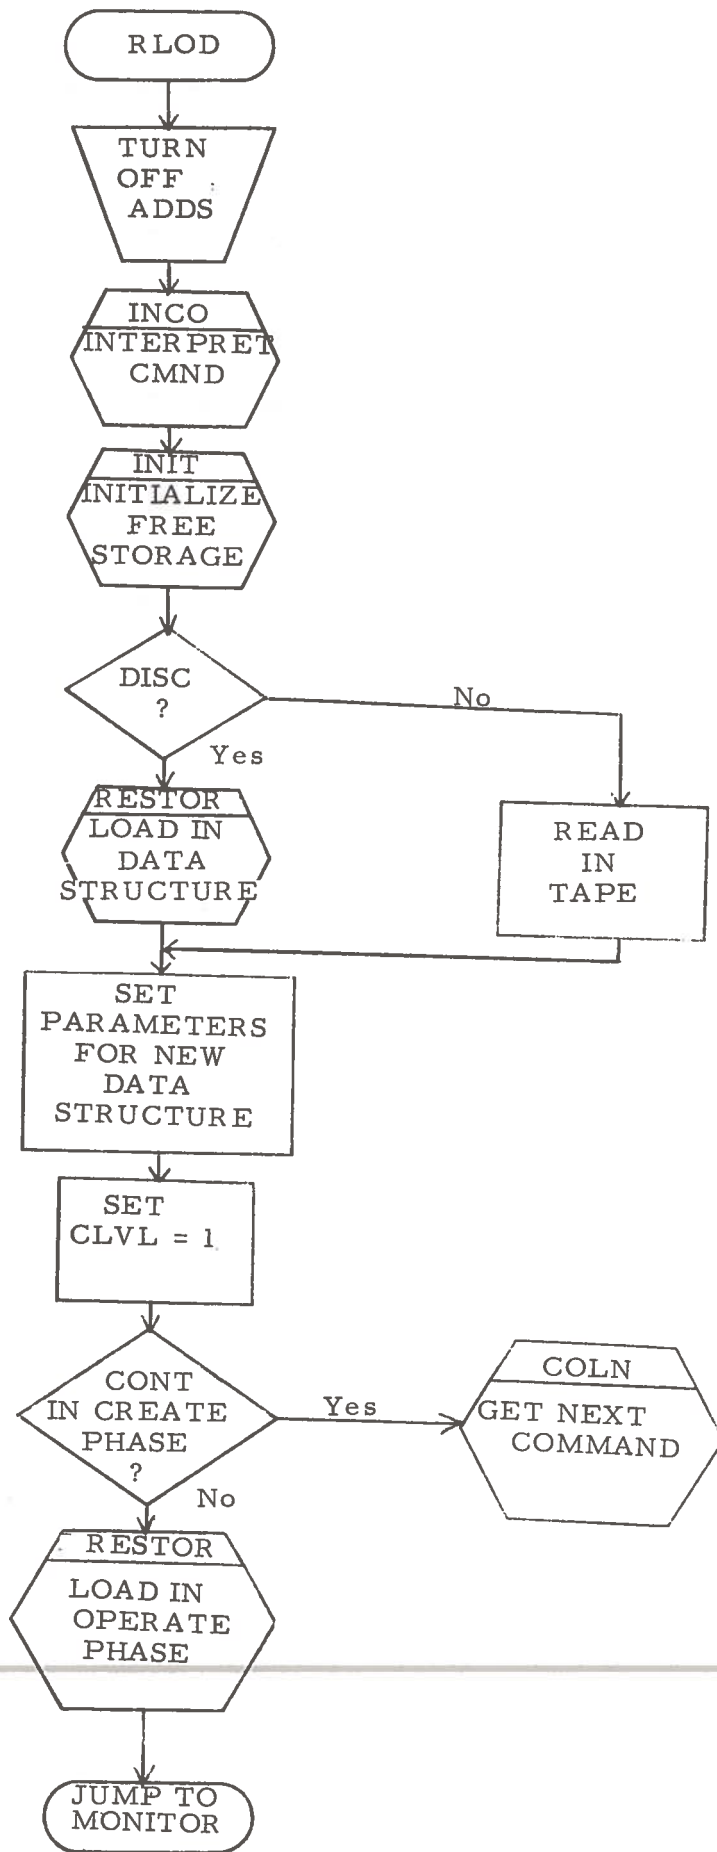 RLOD
TURN
OFF
ADDS
INCO
INTERPRET
CMND
INIT
INITIALIZE
FREE
STORAGE
DISC
?
No
Yes
RESTOR
LOAD IN
DATA
STRUCTURE
READ
IN
TAPE
SET
PARAMETERS
FOR NEW
DATA
STRUCTURE
SET
CLVL = 1
CONT
IN CREATE
PHASE
?
Yes
COLN
GET NEXT
COMMAND
No
RESTOR
LOAD IN
OPERATE
PHASE
JUMP TO
MONITOR